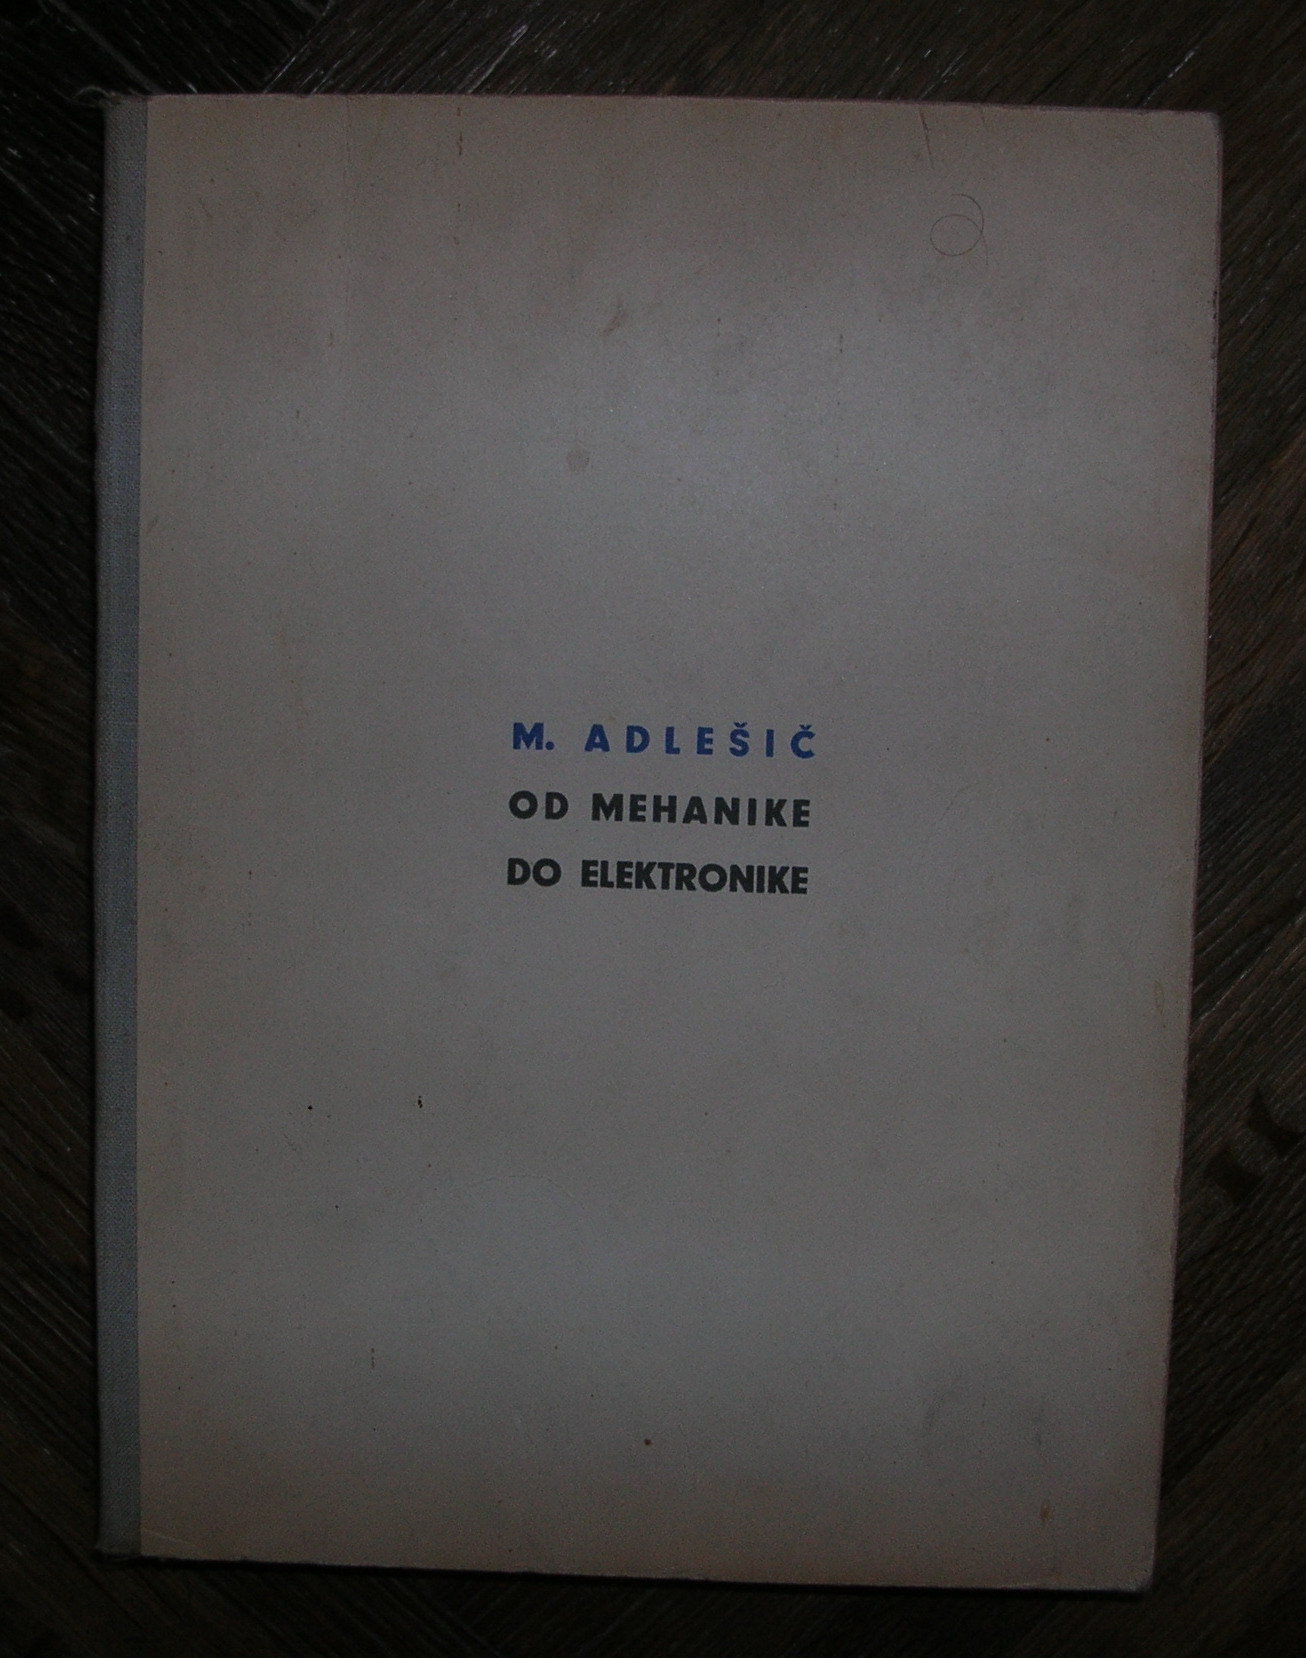 M. ADLEŠIČ
OD MEHANIKE
DO ELEKTRONIKE